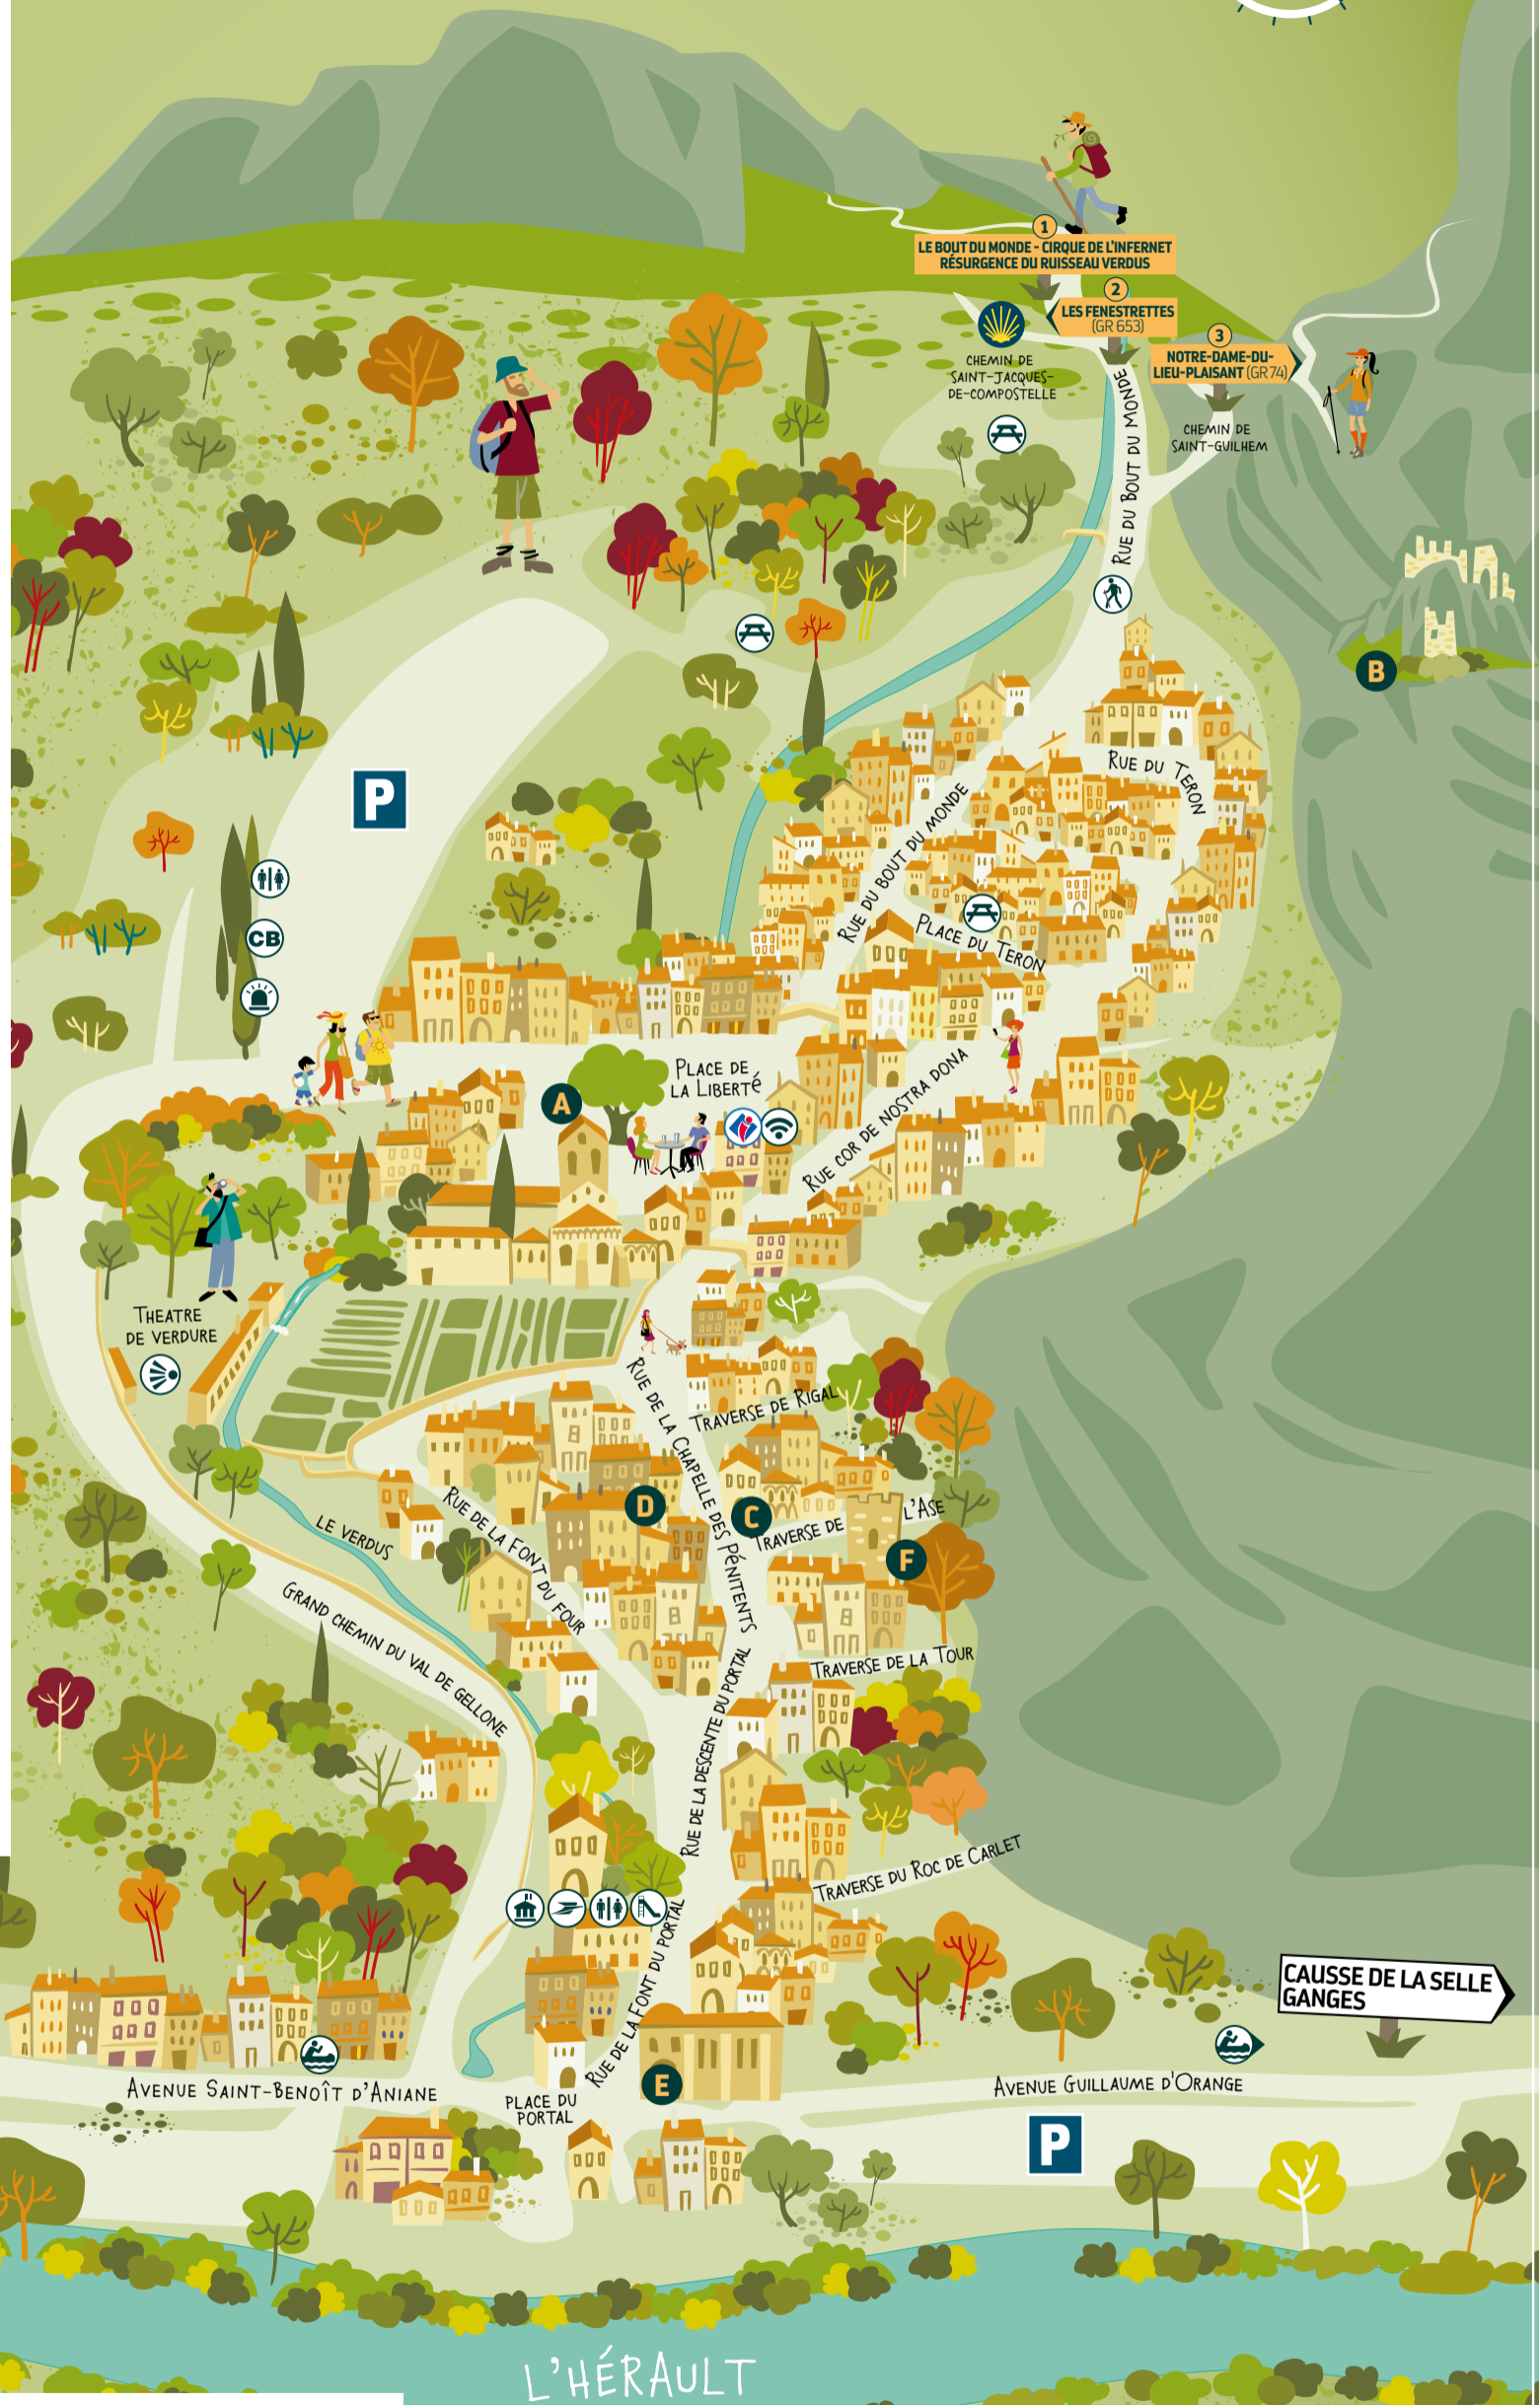 1
LE BOUT DU MONDE - CIRQUE DE L'INFERNET
RÉSURGENCE DU RUISSEAU VERDUS
2
LES FENESTRETTES
(GR 653)
3
NOTRE-DAME-DU-
LIEU-PLAISANT (GR 74)
CHEMIN DE
SAINT-JACQUES-
DE-COMPOSTELLE
CHEMIN DE
SAINT-GUILHEM
RUE DU BOUT DU MONDE
B
P
RUE DU TERON
RUE DU BOUT DU MONDE
PLACE DU TERON
CB
PLACE DE
LA LIBERTÉ
A
RUE COR DE NOSTRA DONA
THEATRE
DE VERDURE
RUE DE LA CHAPELLE DES PÉNITENTS
TRAVERSE DE RIGAL
D
C
TRAVERSE DE L'ASE
F
RUE DE LA FONT DU FOUR
LE VERDUS
GRAND CHEMIN DU VAL DE GELLONE
TRAVERSE DE LA TOUR
RUE DE LA DESCENTE DU PORTAL
TRAVERSE DU ROC DE CARLET
RUE DE LA FONT DU PORTAL
CAUSSE DE LA SELLE
GANGES
E
AVENUE SAINT-BENOÎT D'ANIANE
PLACE DU
PORTAL
AVENUE GUILLAUME D'ORANGE
P
L'HÉRAULT